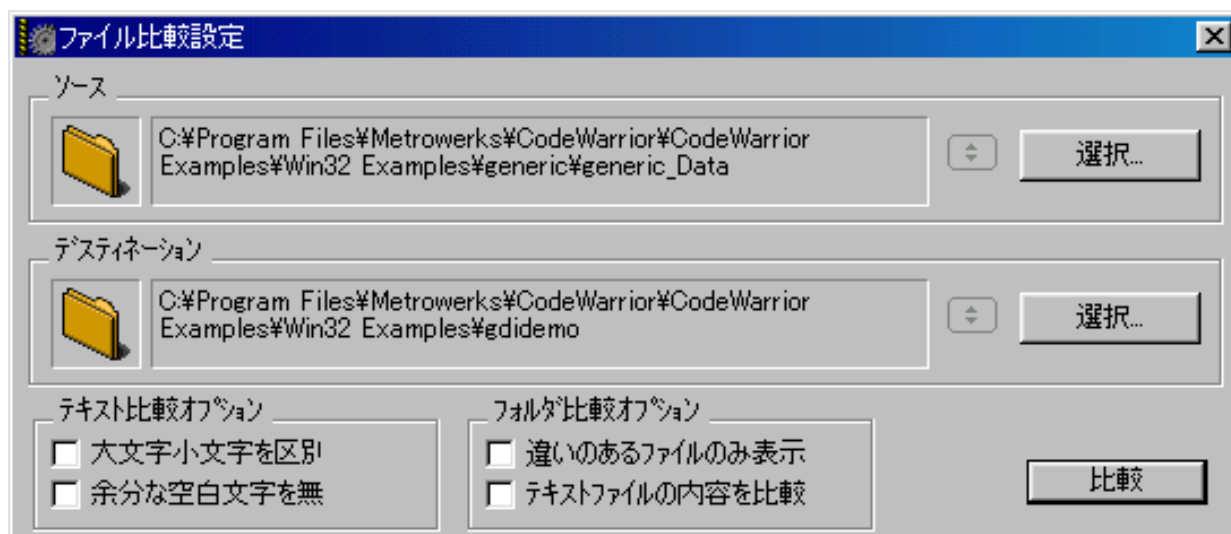 ファイル比較設定
ソース
C:¥Program Files¥Metrowerks¥CodeWarrior¥CodeWarrior
Examples¥Win32 Examples¥generic¥generic_Data
選択...
デスティネーション
C:¥Program Files¥Metrowerks¥CodeWarrior¥CodeWarrior
Examples¥Win32 Examples¥gdidemo
選択...
テキスト比較オプション
大文字小文字を区別
余分な空白文字を無
フォルダ比較オプション
違いのあるファイルのみ表示
テキストファイルの内容を比較
比較